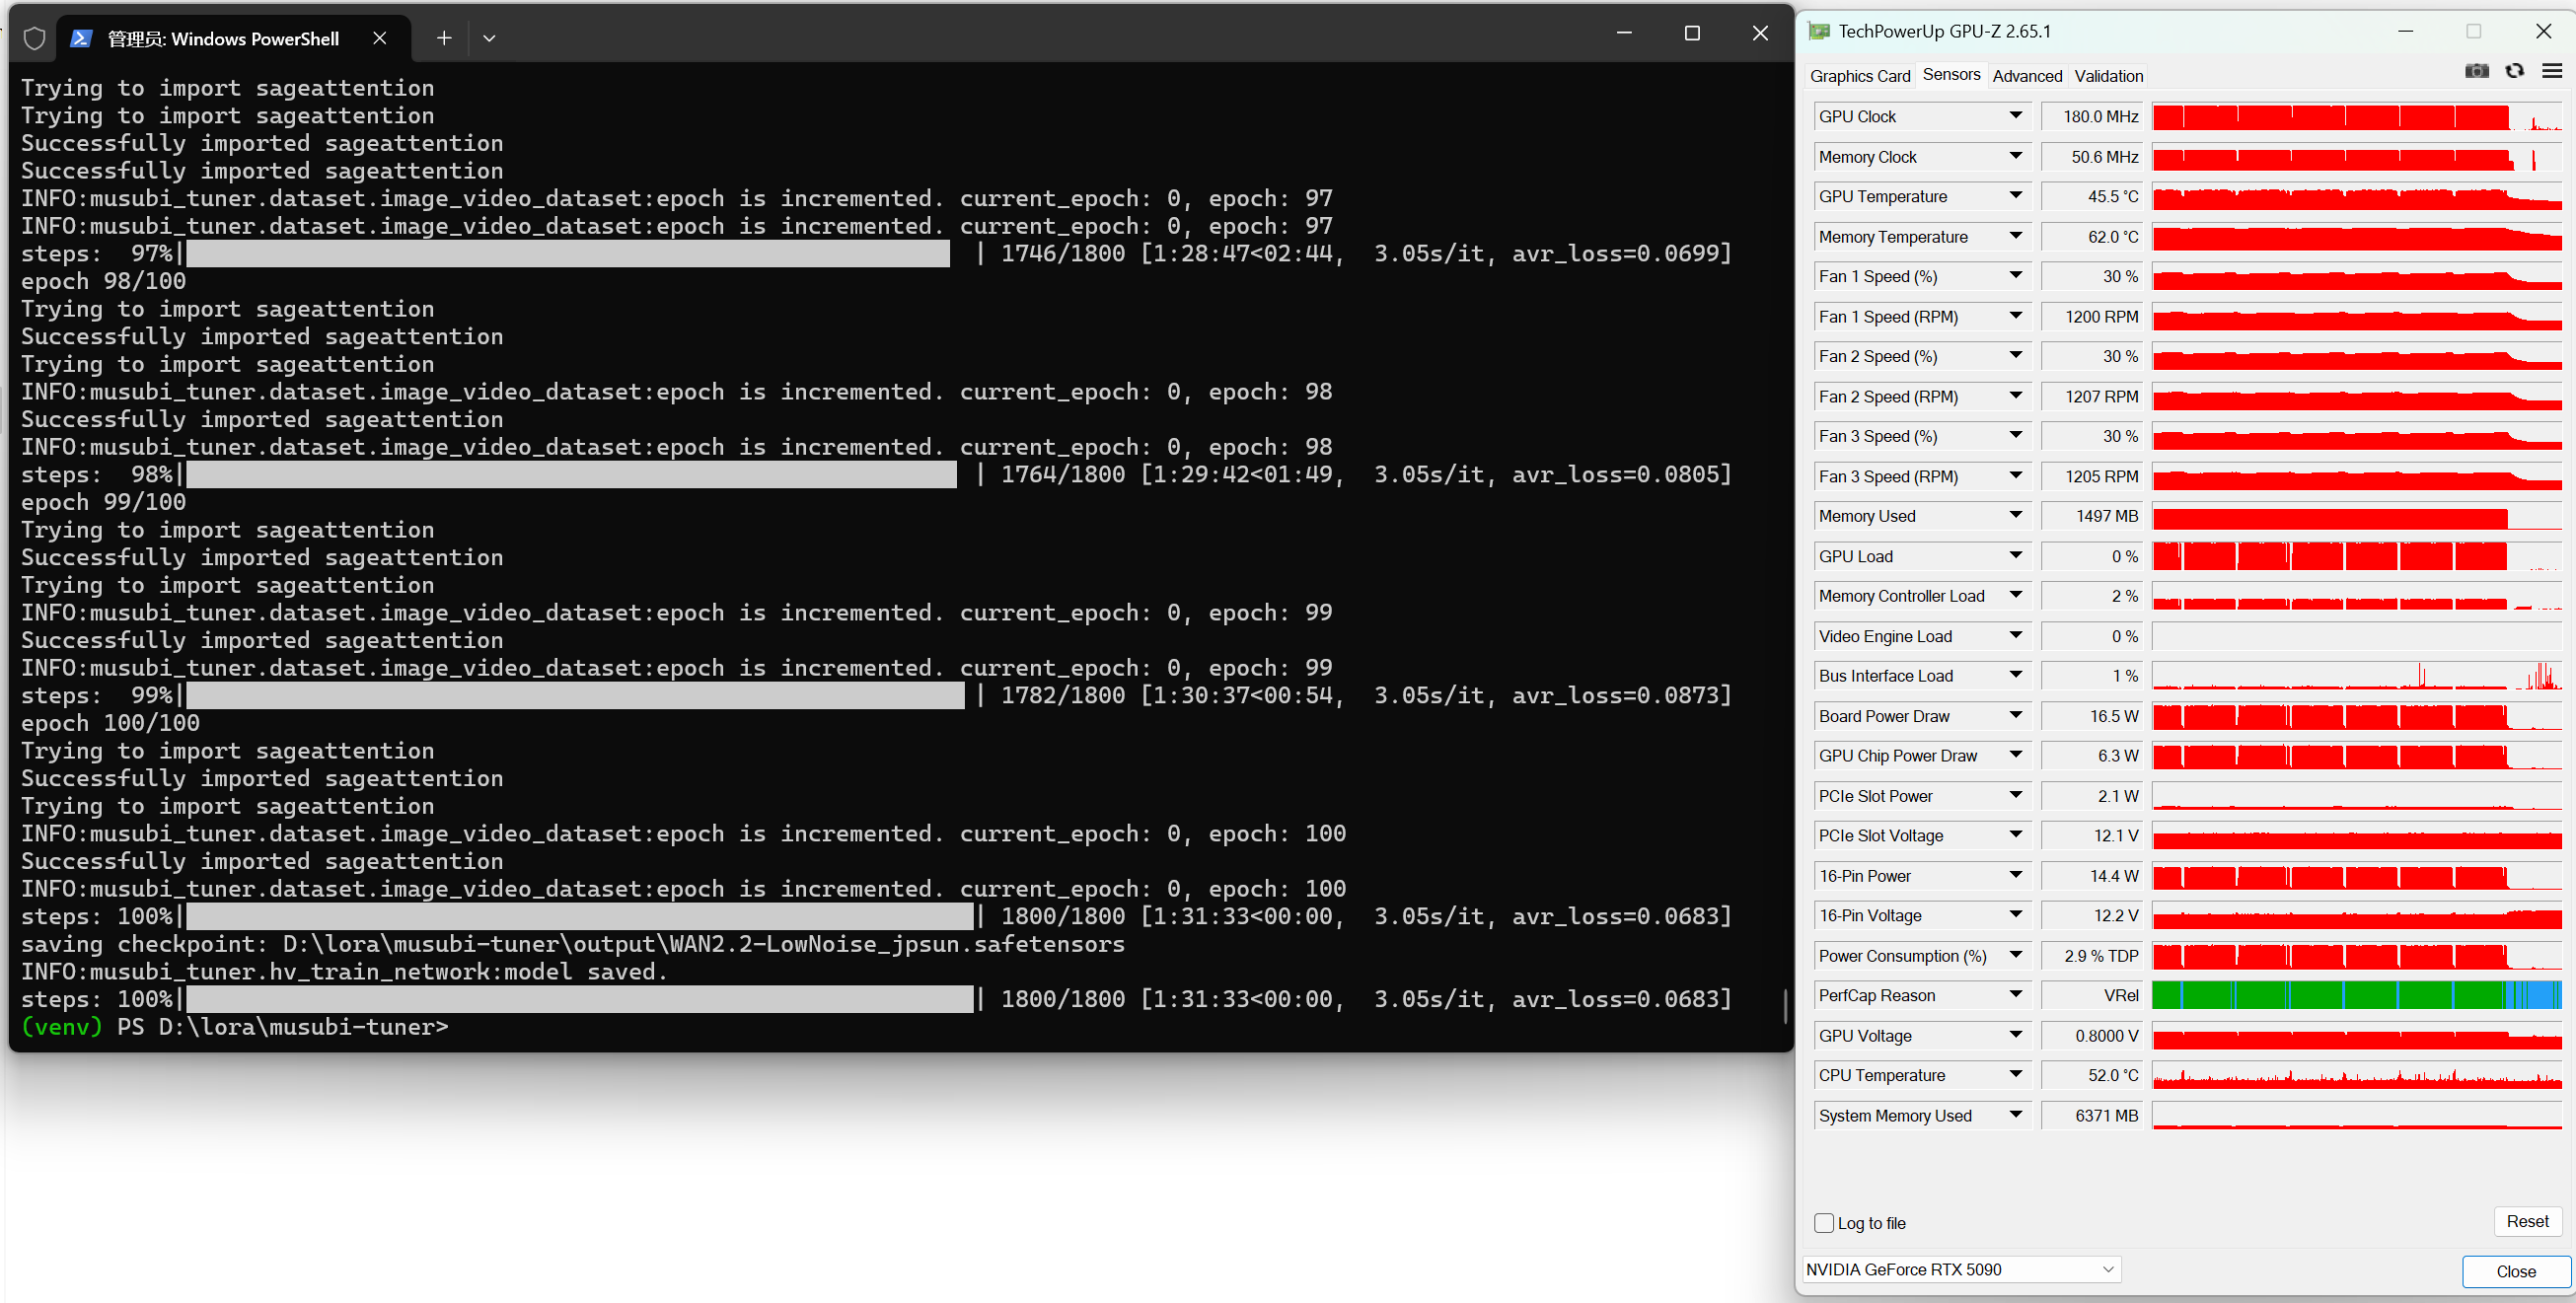 管理员: Windows PowerShell
Trying to import sageattention
Trying to import sageattention
Successfully imported sageattention
Successfully imported sageattention
INFO:musubi_tuner.dataset.image_video_dataset:epoch is incremented. current_epoch: 0, epoch: 97
INFO:musubi_tuner.dataset.image_video_dataset:epoch is incremented. current_epoch: 0, epoch: 97
steps:  97%| | 1746/1800 [1:28:47<02:44,  3.05s/it, avr_loss=0.0699]
epoch 98/100
Trying to import sageattention
Successfully imported sageattention
Trying to import sageattention
INFO:musubi_tuner.dataset.image_video_dataset:epoch is incremented. current_epoch: 0, epoch: 98
Successfully imported sageattention
INFO:musubi_tuner.dataset.image_video_dataset:epoch is incremented. current_epoch: 0, epoch: 98
steps:  98%| | 1764/1800 [1:29:42<01:49,  3.05s/it, avr_loss=0.0805]
epoch 99/100
Trying to import sageattention
Successfully imported sageattention
Trying to import sageattention
INFO:musubi_tuner.dataset.image_video_dataset:epoch is incremented. current_epoch: 0, epoch: 99
Successfully imported sageattention
INFO:musubi_tuner.dataset.image_video_dataset:epoch is incremented. current_epoch: 0, epoch: 99
steps:  99%| | 1782/1800 [1:30:37<00:54,  3.05s/it, avr_loss=0.0873]
epoch 100/100
Trying to import sageattention
Successfully imported sageattention
Trying to import sageattention
INFO:musubi_tuner.dataset.image_video_dataset:epoch is incremented. current_epoch: 0, epoch: 100
Successfully imported sageattention
INFO:musubi_tuner.dataset.image_video_dataset:epoch is incremented. current_epoch: 0, epoch: 100
steps: 100%| | 1800/1800 [1:31:33<00:00,  3.05s/it, avr_loss=0.0683]
saving checkpoint: D:\lora\musubi-tuner\output\WAN2.2-LowNoise_jpsun.safetensors
INFO:musubi_tuner.hv_train_network:model saved.
steps: 100%| | 1800/1800 [1:31:33<00:00,  3.05s/it, avr_loss=0.0683]
(venv) PS D:\lora\musubi-tuner>
TechPowerUp GPU-Z 2.65.1
Graphics Card Sensors Advanced Validation
GPU Clock 180.0 MHz
Memory Clock 50.6 MHz
GPU Temperature 45.5 °C
Memory Temperature 62.0 °C
Fan 1 Speed (%) 30 %
Fan 1 Speed (RPM) 1200 RPM
Fan 2 Speed (%) 30 %
Fan 2 Speed (RPM) 1207 RPM
Fan 3 Speed (%) 30 %
Fan 3 Speed (RPM) 1205 RPM
Memory Used 1497 MB
GPU Load 0 %
Memory Controller Load 2 %
Video Engine Load 0 %
Bus Interface Load 1 %
Board Power Draw 16.5 W
GPU Chip Power Draw 6.3 W
PCIe Slot Power 2.1 W
PCIe Slot Voltage 12.1 V
16-Pin Power 14.4 W
16-Pin Voltage 12.2 V
Power Consumption (%) 2.9 % TDP
PerfCap Reason VRel
GPU Voltage 0.8000 V
CPU Temperature 52.0 °C
System Memory Used 6371 MB
Log to file
Reset
NVIDIA GeForce RTX 5090
Close